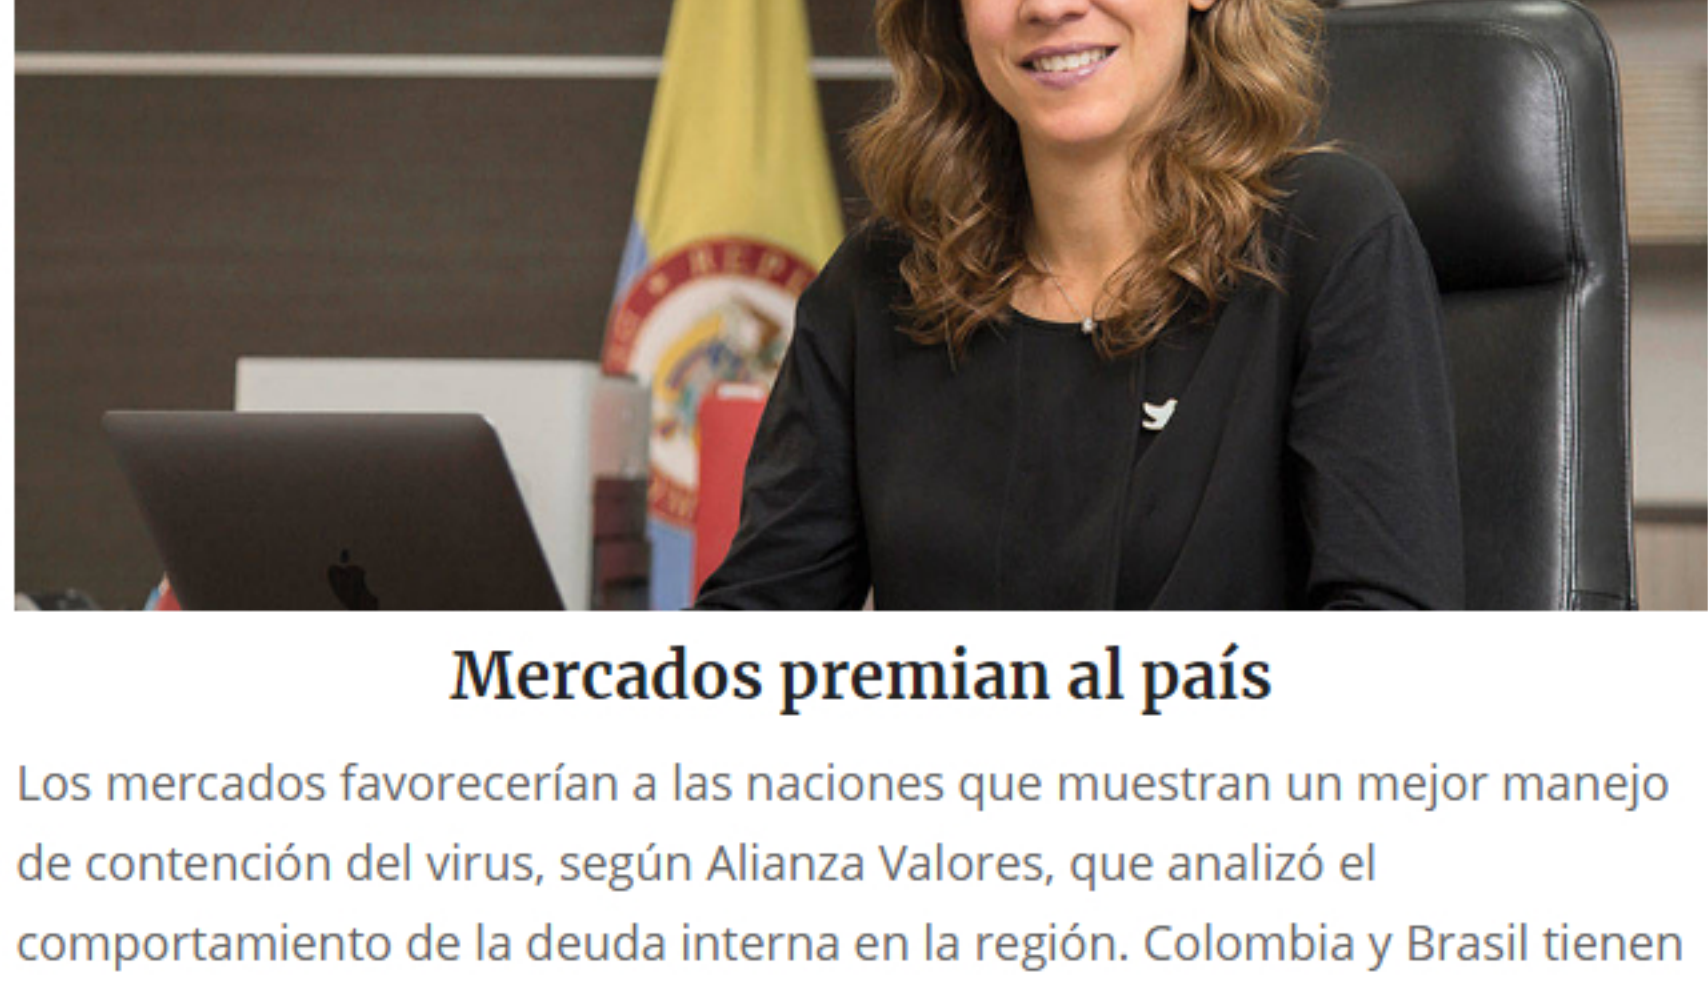 REPÚ
Mercados premian al país
Los mercados favorecerían a las naciones que muestran un mejor manejo
de contención del virus, según Alianza Valores, que analizó el
comportamiento de la deuda interna en la región. Colombia y Brasil tienen